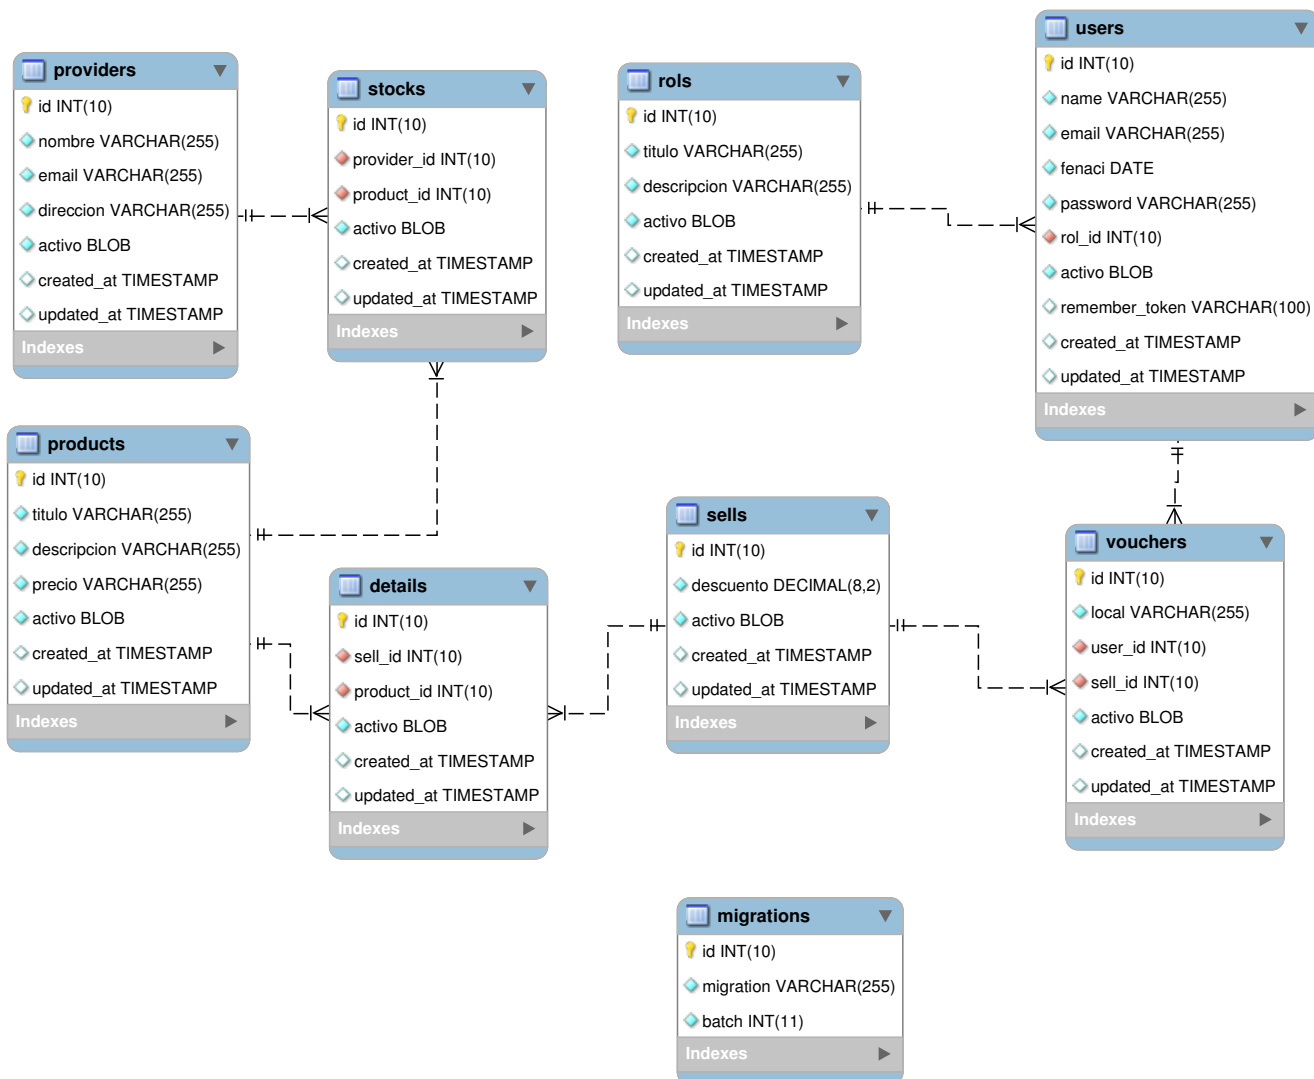 providers
id INT(10)
nombre VARCHAR(255)
email VARCHAR(255)
direccion VARCHAR(255)
activo BLOB
created_at TIMESTAMP
updated_at TIMESTAMP
Indexes
stocks
id INT(10)
provider_id INT(10)
product_id INT(10)
activo BLOB
created_at TIMESTAMP
updated_at TIMESTAMP
Indexes
rols
id INT(10)
titulo VARCHAR(255)
descripcion VARCHAR(255)
activo BLOB
created_at TIMESTAMP
updated_at TIMESTAMP
Indexes
users
id INT(10)
name VARCHAR(255)
email VARCHAR(255)
fenaci DATE
password VARCHAR(255)
rol_id INT(10)
activo BLOB
remember_token VARCHAR(100)
created_at TIMESTAMP
updated_at TIMESTAMP
Indexes
products
id INT(10)
titulo VARCHAR(255)
descripcion VARCHAR(255)
precio VARCHAR(255)
activo BLOB
created_at TIMESTAMP
updated_at TIMESTAMP
Indexes
details
id INT(10)
sell_id INT(10)
product_id INT(10)
activo BLOB
created_at TIMESTAMP
updated_at TIMESTAMP
Indexes
sells
id INT(10)
descuento DECIMAL(8,2)
activo BLOB
created_at TIMESTAMP
updated_at TIMESTAMP
Indexes
vouchers
id INT(10)
local VARCHAR(255)
user_id INT(10)
sell_id INT(10)
activo BLOB
created_at TIMESTAMP
updated_at TIMESTAMP
Indexes
migrations
id INT(10)
migration VARCHAR(255)
batch INT(11)
Indexes